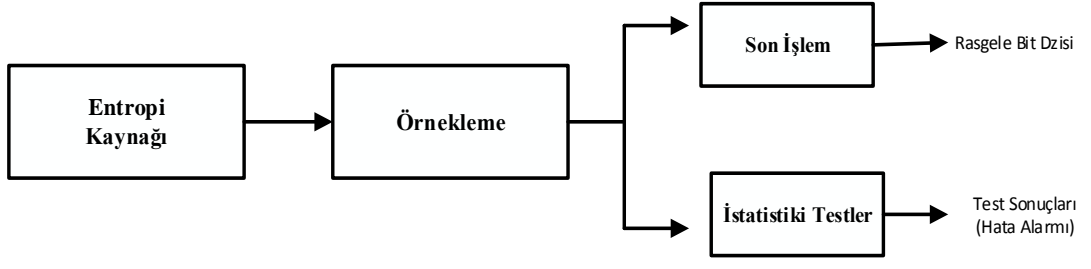 Entropi
Kaynağı
Örnekleme
Son İşlem
Rasgele Bit Dzisi
İstatistiki Testler
Test Sonuçları
(Hata Alarmı)